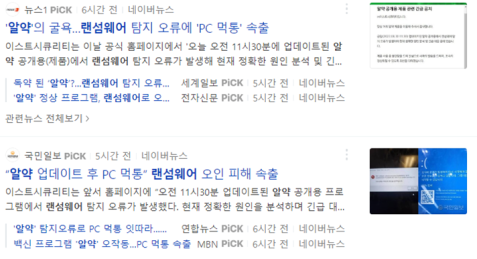 뉴스1 PiCK 6시간 전 네이버뉴스
'알약'의 굴욕...랜섬웨어 탐지 오류에 'PC 먹통' 속출
이스트시큐리티는 이날 공식 홈페이지에서 '오늘 오전 11시30분에 업데이트된 알
약 공개용(제품)에서 랜섬웨어 탐지 오류가 발생해 현재 정확한 원인 분석 및 긴...
독약 된 '알약'?...랜섬웨어 탐지 오류... 세계일보 PiCK 5시간 전 네이버뉴스
'알약' 정상 프로그램, 랜섬웨어로 오... 전자신문 PiCK 6시간 전 네이버뉴스
관련뉴스 전체보기 >
국민일보 PiCK 5시간 전 네이버뉴스
"알약 업데이트 후 PC 먹통" 랜섬웨어 오인 피해 속출
이스트시큐리티는 앞서 홈페이지에 "오전 11시30분 업데이트된 알약 공개용 프로
그램에서 랜섬웨어 탐지 오류가 발생했다. 현재 정확한 원인을 분석하며 긴급 대...
'알약' 탐지오류로 PC 먹통 잇따라...... 연합뉴스 PiCK 6시간 전 네이버뉴스
백신 프로그램 '알약' 오작동...PC 먹통 속출 MBN PiCK 6시간 전 네이버뉴스